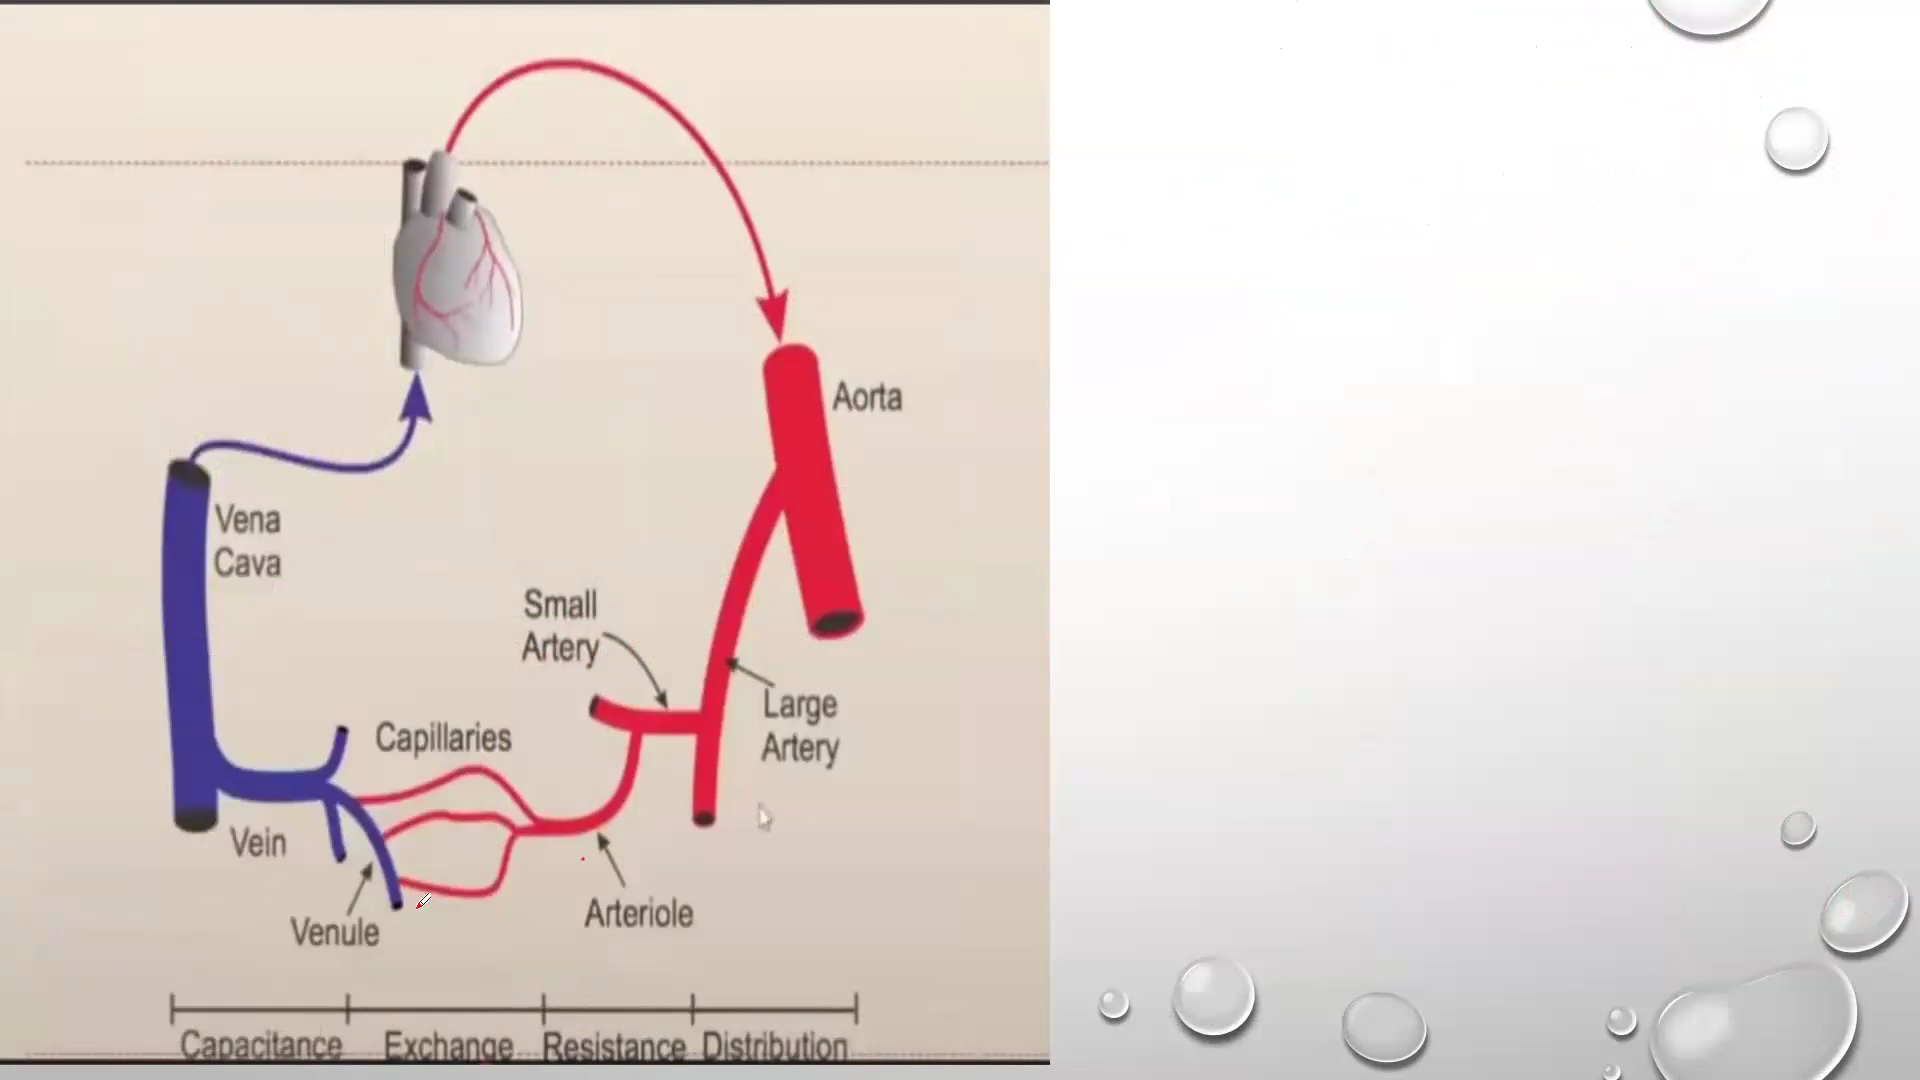 Aorta
Vena
Cava
Small
Artery
Large
Artery
Capillaries
Vein
Arteriole
Venule
Capacitance Exchange Resistance Distribution